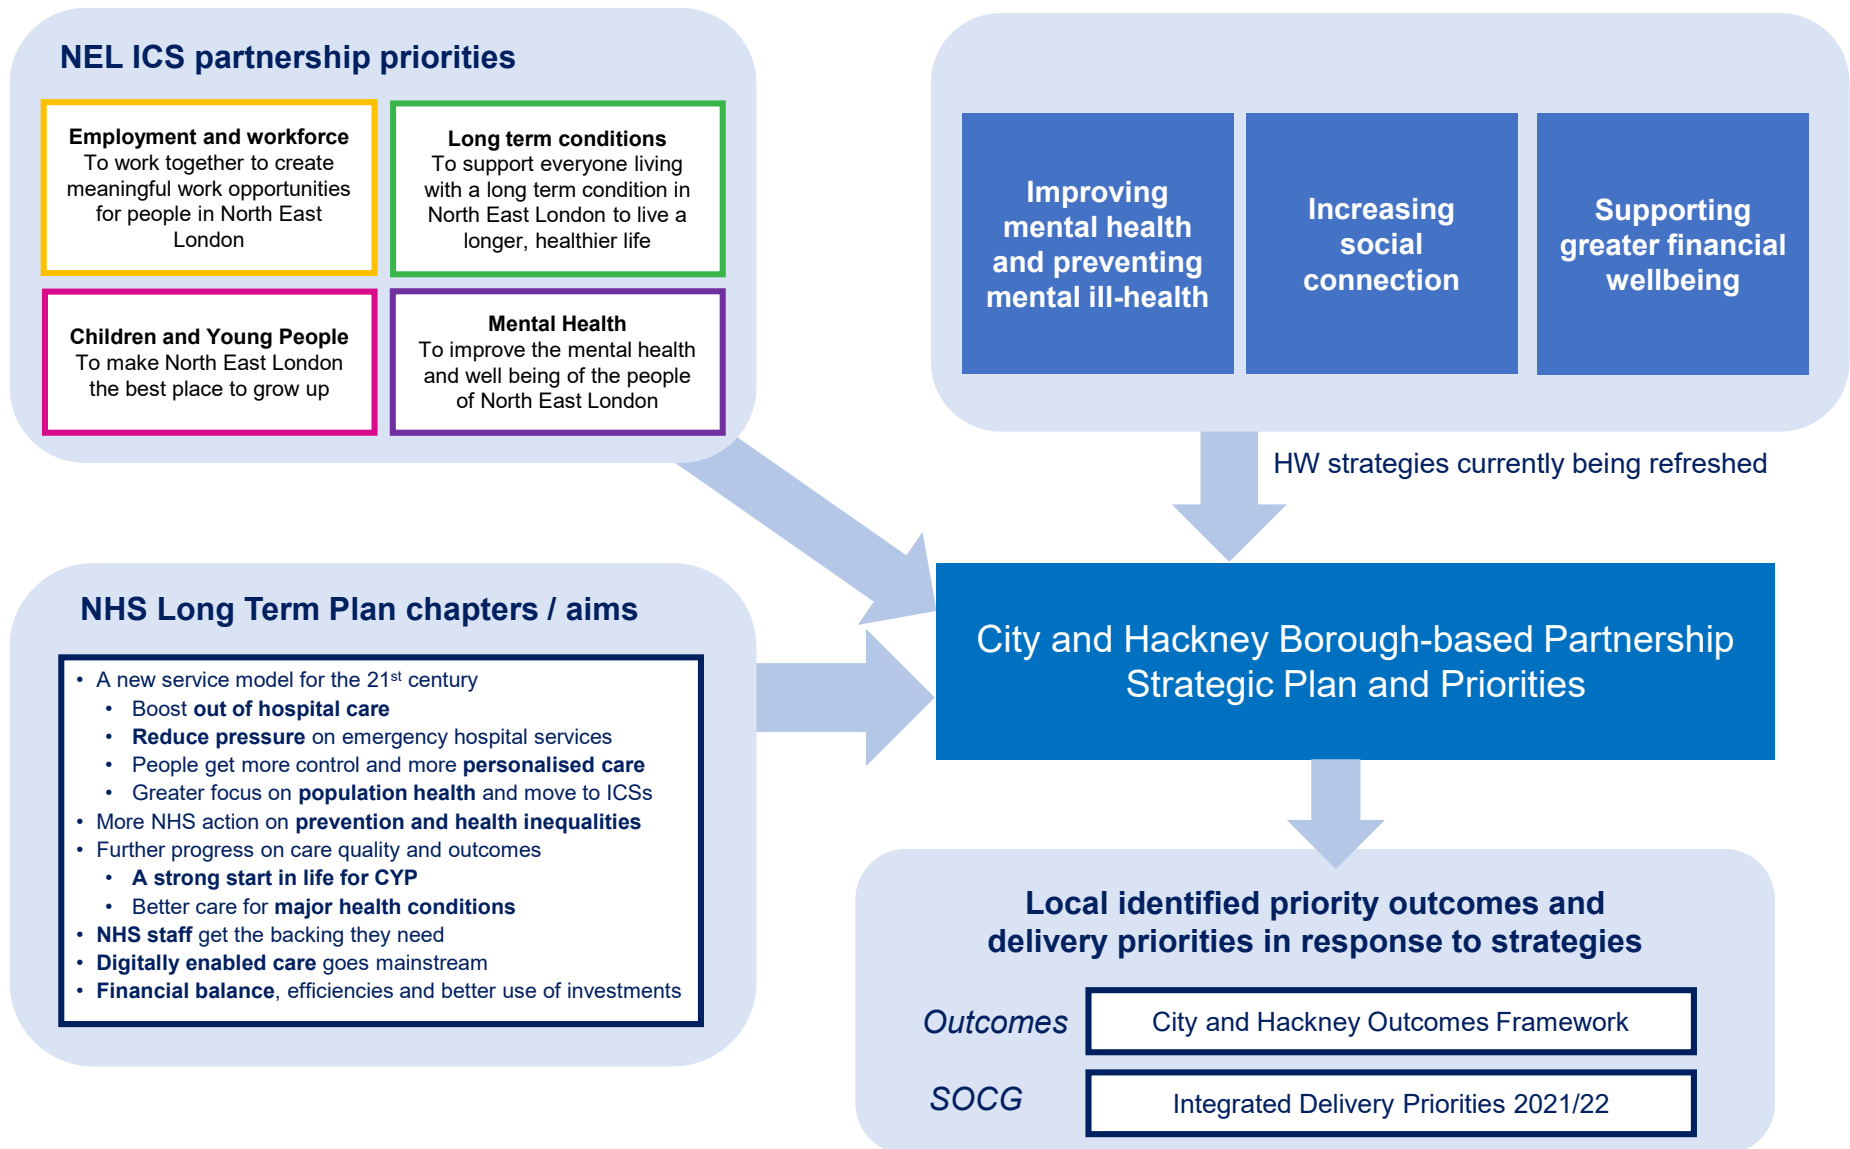 NEL ICS partnership priorities
Employment and workforce
To work together to create
meaningful work opportunities
for people in North East
London
Long term conditions
To support everyone living
with a long term condition in
North East London to live a
longer, healthier life
Children and Young People
To make North East London
the best place to grow up
Mental Health
To improve the mental health
and well being of the people
of North East London
Improving
mental health
and preventing
mental ill-health
Increasing
social
connection
Supporting
greater financial
wellbeing
HW strategies currently being refreshed
NHS Long Term Plan chapters / aims
• A new service model for the 21st century
• Boost out of hospital care
• Reduce pressure on emergency hospital services
• People get more control and more personalised care
• Greater focus on population health and move to ICSs
• More NHS action on prevention and health inequalities
• Further progress on care quality and outcomes
• A strong start in life for CYP
• Better care for major health conditions
• NHS staff get the backing they need
• Digitally enabled care goes mainstream
• Financial balance, efficiencies and better use of investments
City and Hackney Borough-based Partnership
Strategic Plan and Priorities
Local identified priority outcomes and
delivery priorities in response to strategies
Outcomes
City and Hackney Outcomes Framework
SOCG
Integrated Delivery Priorities 2021/22